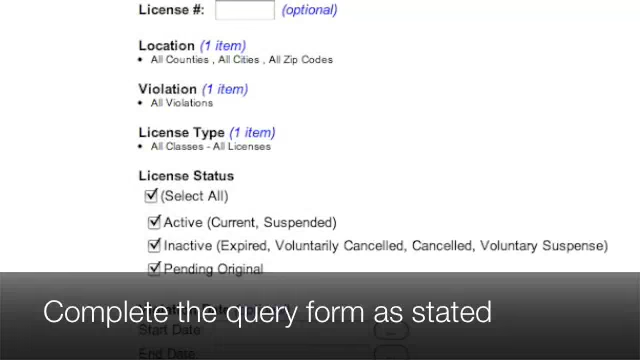 License #: (optional)
Location (1 item)
• All Counties , All Cities , All Zip Codes
Violation (1 item)
• All Violations
License Type (1 item)
• All Classes - All Licenses
License Status
(Select All)
Active (Current, Suspended)
Inactive (Expired, Voluntarily Cancelled, Cancelled, Voluntary Suspense)
Pending Original
Complete the query form as stated
Start Date:
End Date: